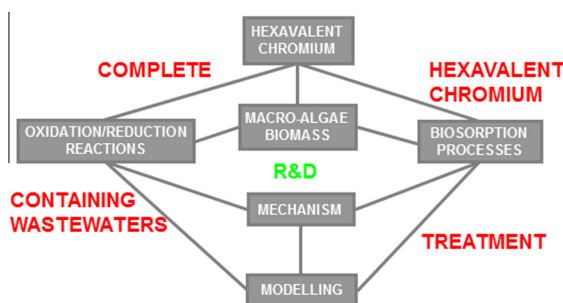 HEXAVALENT
CHROMIUM
COMPLETE
HEXAVALENT
CHROMIUM
MACRO-ALGAE
BIOMASS
OXIDATION/REDUCTION
REACTIONS
BIOSORPTION
PROCESSES
R&D
CONTAINING
WASTEWATERS
MECHANISM
TREATMENT
MODELLING